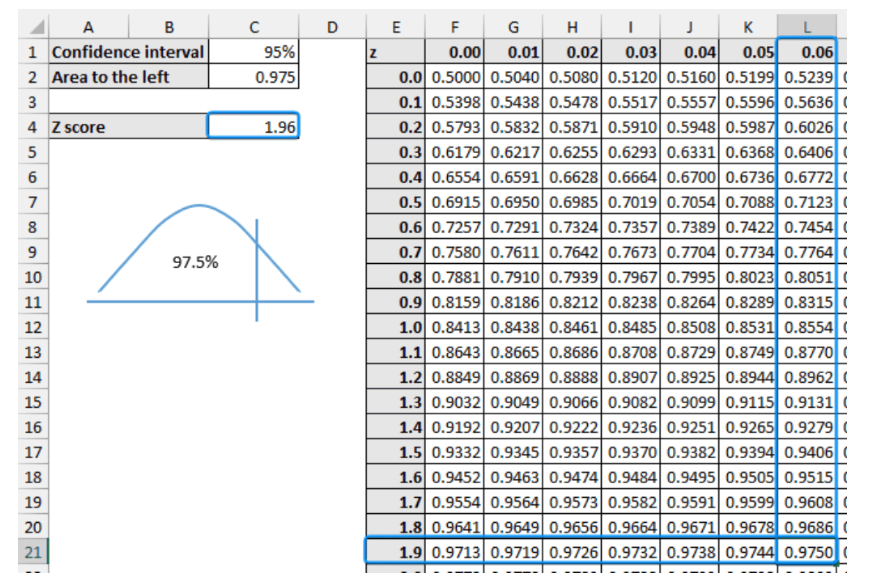 A B C D E F G H I J K L
1 Confidence interval 95% z 0.00 0.01 0.02 0.03 0.04 0.05 0.06
2 Area to the left 0.975 0.0 0.5000 0.5040 0.5080 0.5120 0.5160 0.5199 0.5239
3 0.1 0.5398 0.5438 0.5478 0.5517 0.5557 0.5596 0.5636
4 Z score 1.96 0.2 0.5793 0.5832 0.5871 0.5910 0.5948 0.5987 0.6026
5 0.3 0.6179 0.6217 0.6255 0.6293 0.6331 0.6368 0.6406
6 0.4 0.6554 0.6591 0.6628 0.6664 0.6700 0.6736 0.6772
7 0.5 0.6915 0.6950 0.6985 0.7019 0.7054 0.7088 0.7123
8 0.6 0.7257 0.7291 0.7324 0.7357 0.7389 0.7422 0.7454
9 97.5% 0.7 0.7580 0.7611 0.7642 0.7673 0.7704 0.7734 0.7764
10 0.8 0.7881 0.7910 0.7939 0.7967 0.7995 0.8023 0.8051
11 0.9 0.8159 0.8186 0.8212 0.8238 0.8264 0.8289 0.8315
12 1.0 0.8413 0.8438 0.8461 0.8485 0.8508 0.8531 0.8554
13 1.1 0.8643 0.8665 0.8686 0.8708 0.8729 0.8749 0.8770
14 1.2 0.8849 0.8869 0.8888 0.8907 0.8925 0.8944 0.8962
15 1.3 0.9032 0.9049 0.9066 0.9082 0.9099 0.9115 0.9131
16 1.4 0.9192 0.9207 0.9222 0.9236 0.9251 0.9265 0.9279
17 1.5 0.9332 0.9345 0.9357 0.9370 0.9382 0.9394 0.9406
18 1.6 0.9452 0.9463 0.9474 0.9484 0.9495 0.9505 0.9515
19 1.7 0.9554 0.9564 0.9573 0.9582 0.9591 0.9599 0.9608
20 1.8 0.9641 0.9649 0.9656 0.9664 0.9671 0.9678 0.9686
21 1.9 0.9713 0.9719 0.9726 0.9732 0.9738 0.9744 0.9750